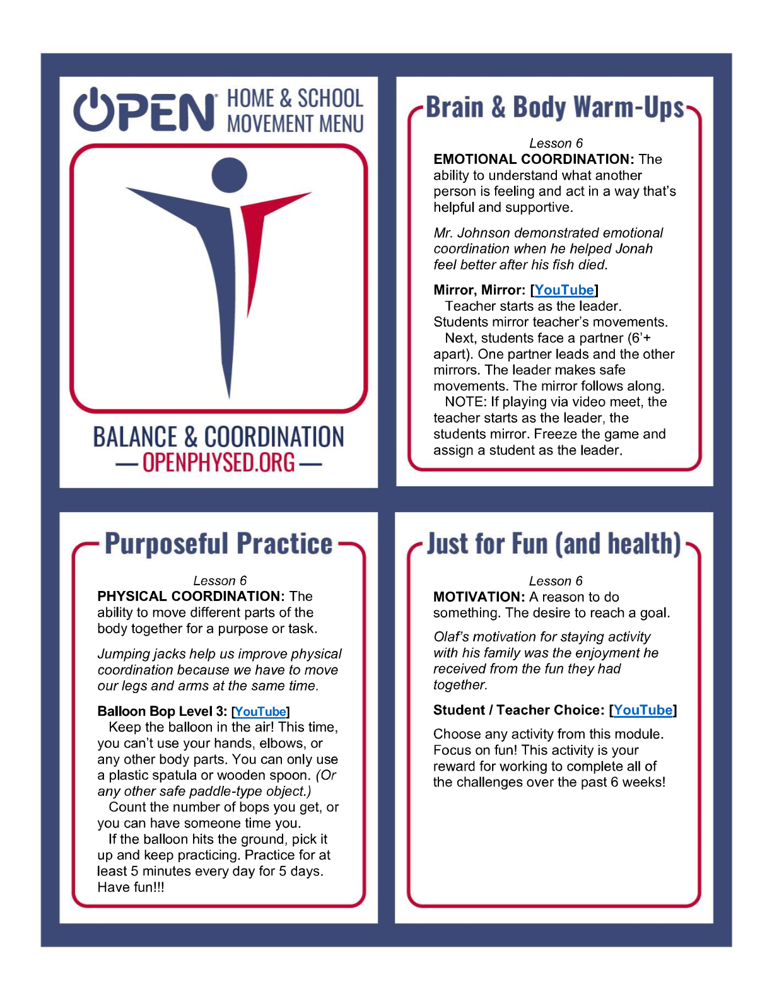 OPEN® HOME & SCHOOL
MOVEMENT MENU
BALANCE & COORDINATION
— OPENPHYSED.ORG —
Brain & Body Warm-Ups
Lesson 6
EMOTIONAL COORDINATION: The
ability to understand what another
person is feeling and act in a way that’s
helpful and supportive.
Mr. Johnson demonstrated emotional
coordination when he helped Jonah
feel better after his fish died.
Mirror, Mirror: [YouTube]
Teacher starts as the leader.
Students mirror teacher’s movements.
Next, students face a partner (6’+
apart). One partner leads and the other
mirrors. The leader makes safe
movements. The mirror follows along.
NOTE: If playing via video meet, the
teacher starts as the leader, the
students mirror. Freeze the game and
assign a student as the leader.
Purposeful Practice
Lesson 6
PHYSICAL COORDINATION: The
ability to move different parts of the
body together for a purpose or task.
Jumping jacks help us improve physical
coordination because we have to move
our legs and arms at the same time.
Balloon Bop Level 3: [YouTube]
Keep the balloon in the air! This time,
you can’t use your hands, elbows, or
any other body parts. You can only use
a plastic spatula or wooden spoon. (Or
any other safe paddle-type object.)
Count the number of bops you get, or
you can have someone time you.
If the balloon hits the ground, pick it
up and keep practicing. Practice for at
least 5 minutes every day for 5 days.
Have fun!!!
Just for Fun (and health)
Lesson 6
MOTIVATION: A reason to do
something. The desire to reach a goal.
Olaf’s motivation for staying activity
with his family was the enjoyment he
received from the fun they had
together.
Student / Teacher Choice: [YouTube]
Choose any activity from this module.
Focus on fun! This activity is your
reward for working to complete all of
the challenges over the past 6 weeks!